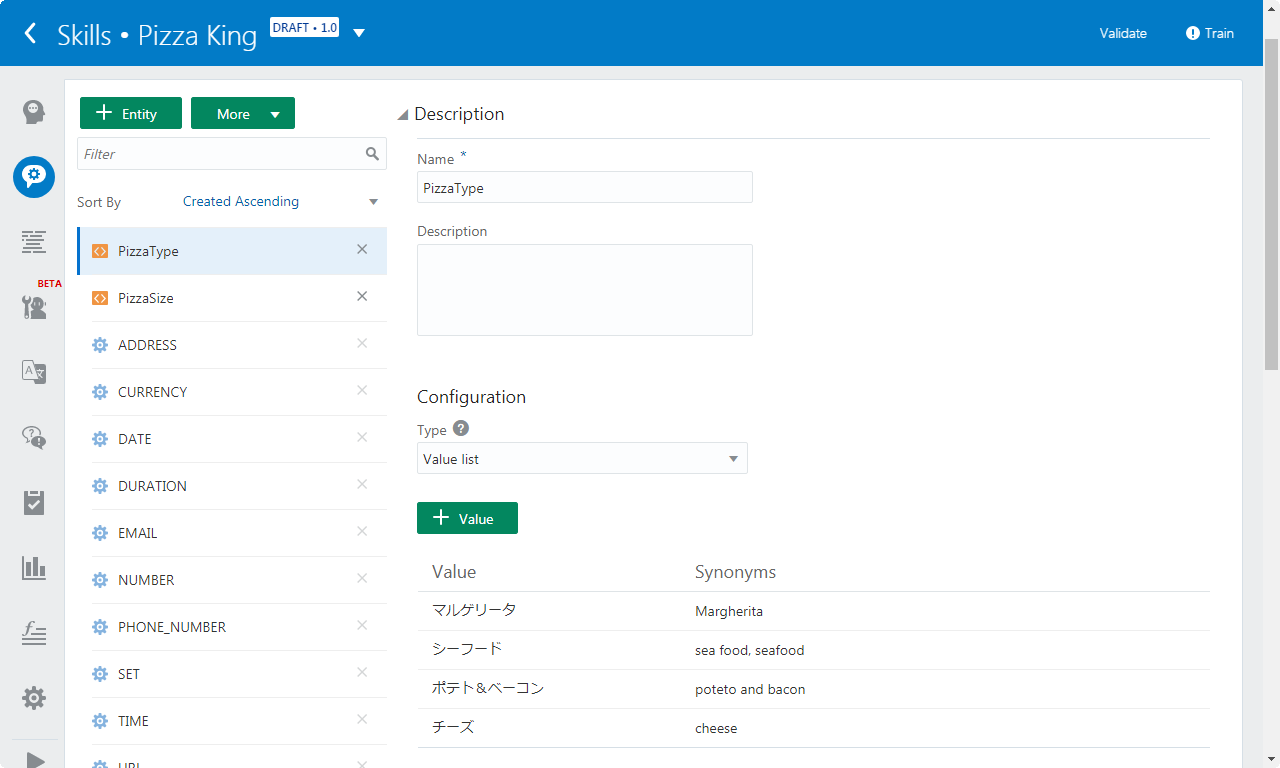 Skills • Pizza King DRAFT • 1.0 Validate Train
Entity More
Filter
Sort By Created Ascending
PizzaType
PizzaSize
BETA
ADDRESS
CURRENCY
DATE
DURATION
EMAIL
NUMBER
PHONE_NUMBER
SET
TIME
URL
Description
Name *
PizzaType
Description
Configuration
Type ?
Value list
Value
Value Synonyms
マルゲリータ Margherita
シーフード sea food, seafood
ポテト&ベーコン poteto and bacon
チーズ cheese